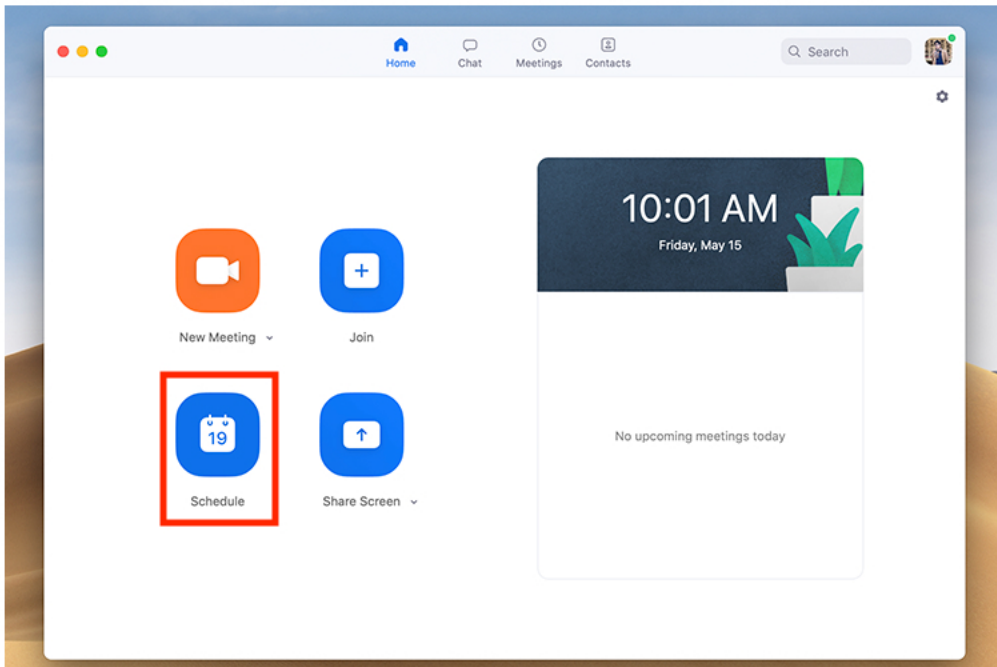 Home Chat Meetings Contacts
Search
10:01 AM
Friday, May 15
New Meeting Join
19
Schedule Share Screen
No upcoming meetings today